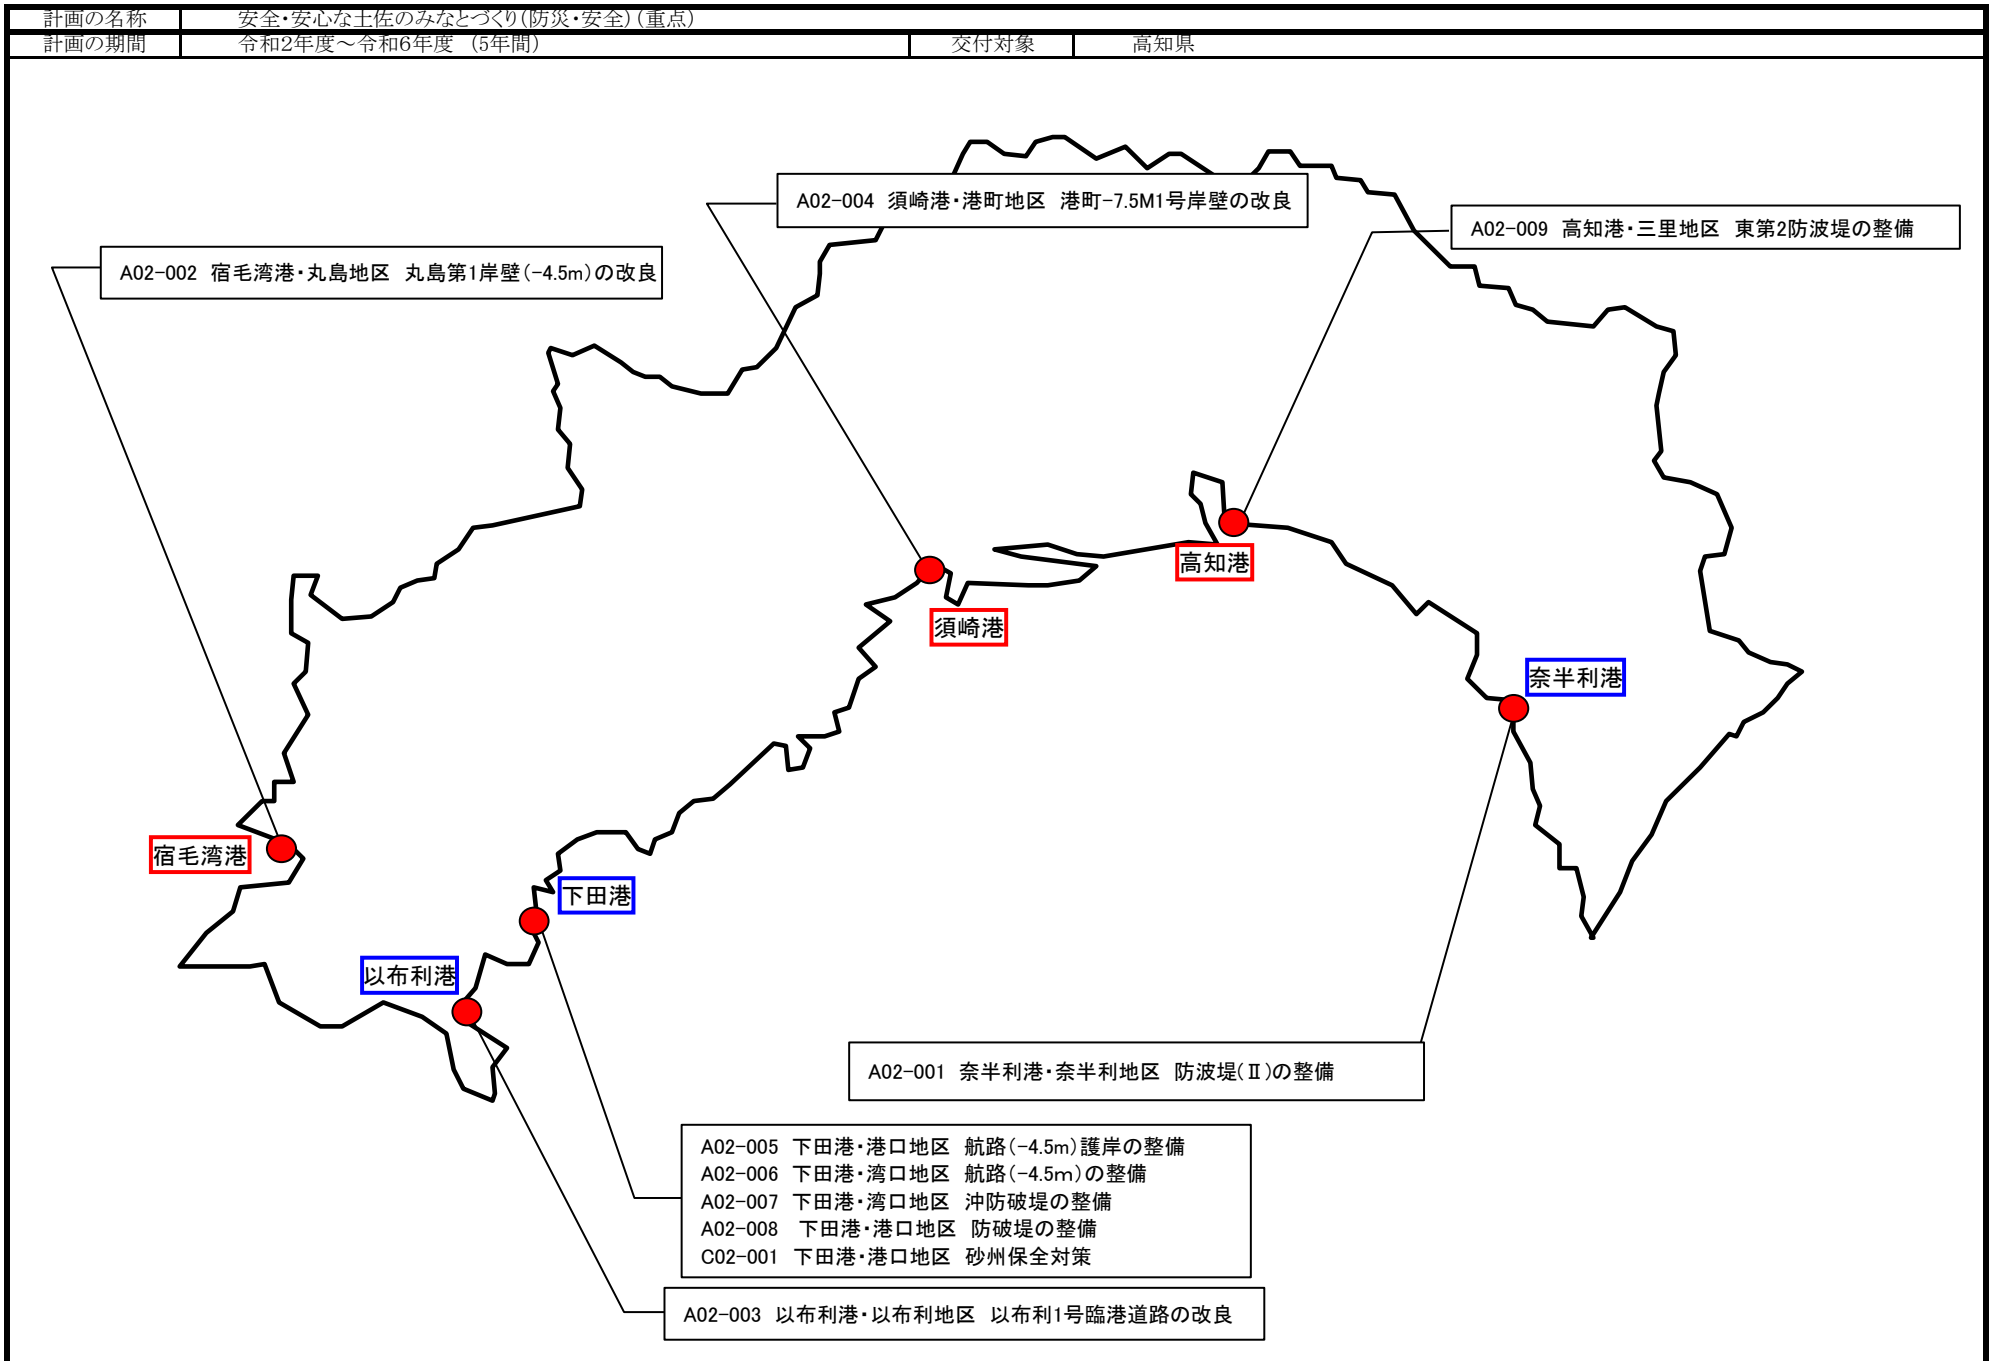 計画の名称 安全・安心な土佐のみなとづくり(防災・安全)(重点)
計画の期間 令和2年度～令和6年度 (5年間) 交付対象 高知県
A02-004 須崎港・港町地区 港町-7.5M1号岸壁の改良
A02-009 高知港・三里地区 東第2防波堤の整備
A02-002 宿毛湾港・丸島地区 丸島第1岸壁(-4.5m)の改良
高知港
須崎港
奈半利港
宿毛湾港
下田港
以布利港
A02-001 奈半利港・奈半利地区 防波堤(Ⅱ)の整備
A02-005 下田港・港口地区 航路(-4.5m)護岸の整備
A02-006 下田港・湾口地区 航路(-4.5m)の整備
A02-007 下田港・湾口地区 沖防破堤の整備
A02-008 下田港・港口地区 防破堤の整備
C02-001 下田港・港口地区 砂州保全対策
A02-003 以布利港・以布利地区 以布利1号臨港道路の改良